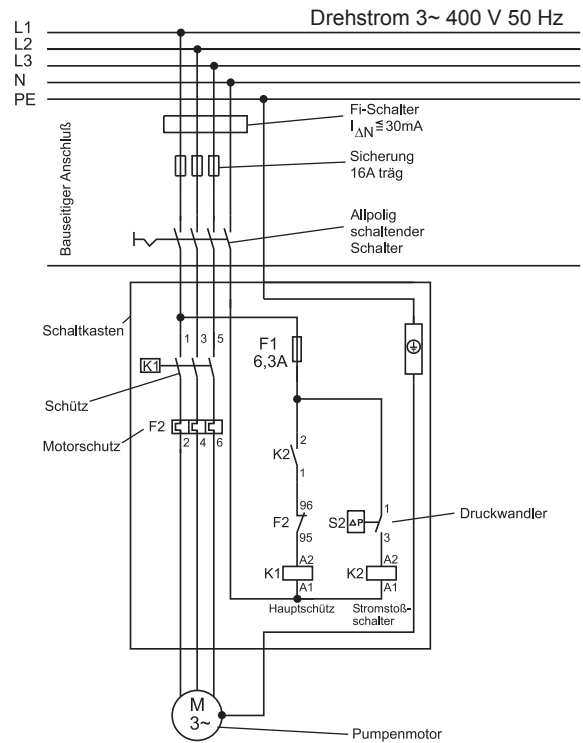 Drehstrom 3~ 400 V 50 Hz
L1
L2
L3
N
PE
Bauseitiger Anschluß
Fi-Schalter
I ΔN ≦ 30mA
Sicherung
16A träg
Allpolig
schaltender
Schalter
Schaltkasten
1 3 5
F1
6,3A
K1
Schütz
F2
2 4 6
Motorschutz
2
K2
1
96
F2
95
S2 ΔP
1
3
Druckwandler
A2
K1
A1
A2
K2
A1
Hauptschütz
Stromstoß-
schalter
M
3~
Pumpenmotor